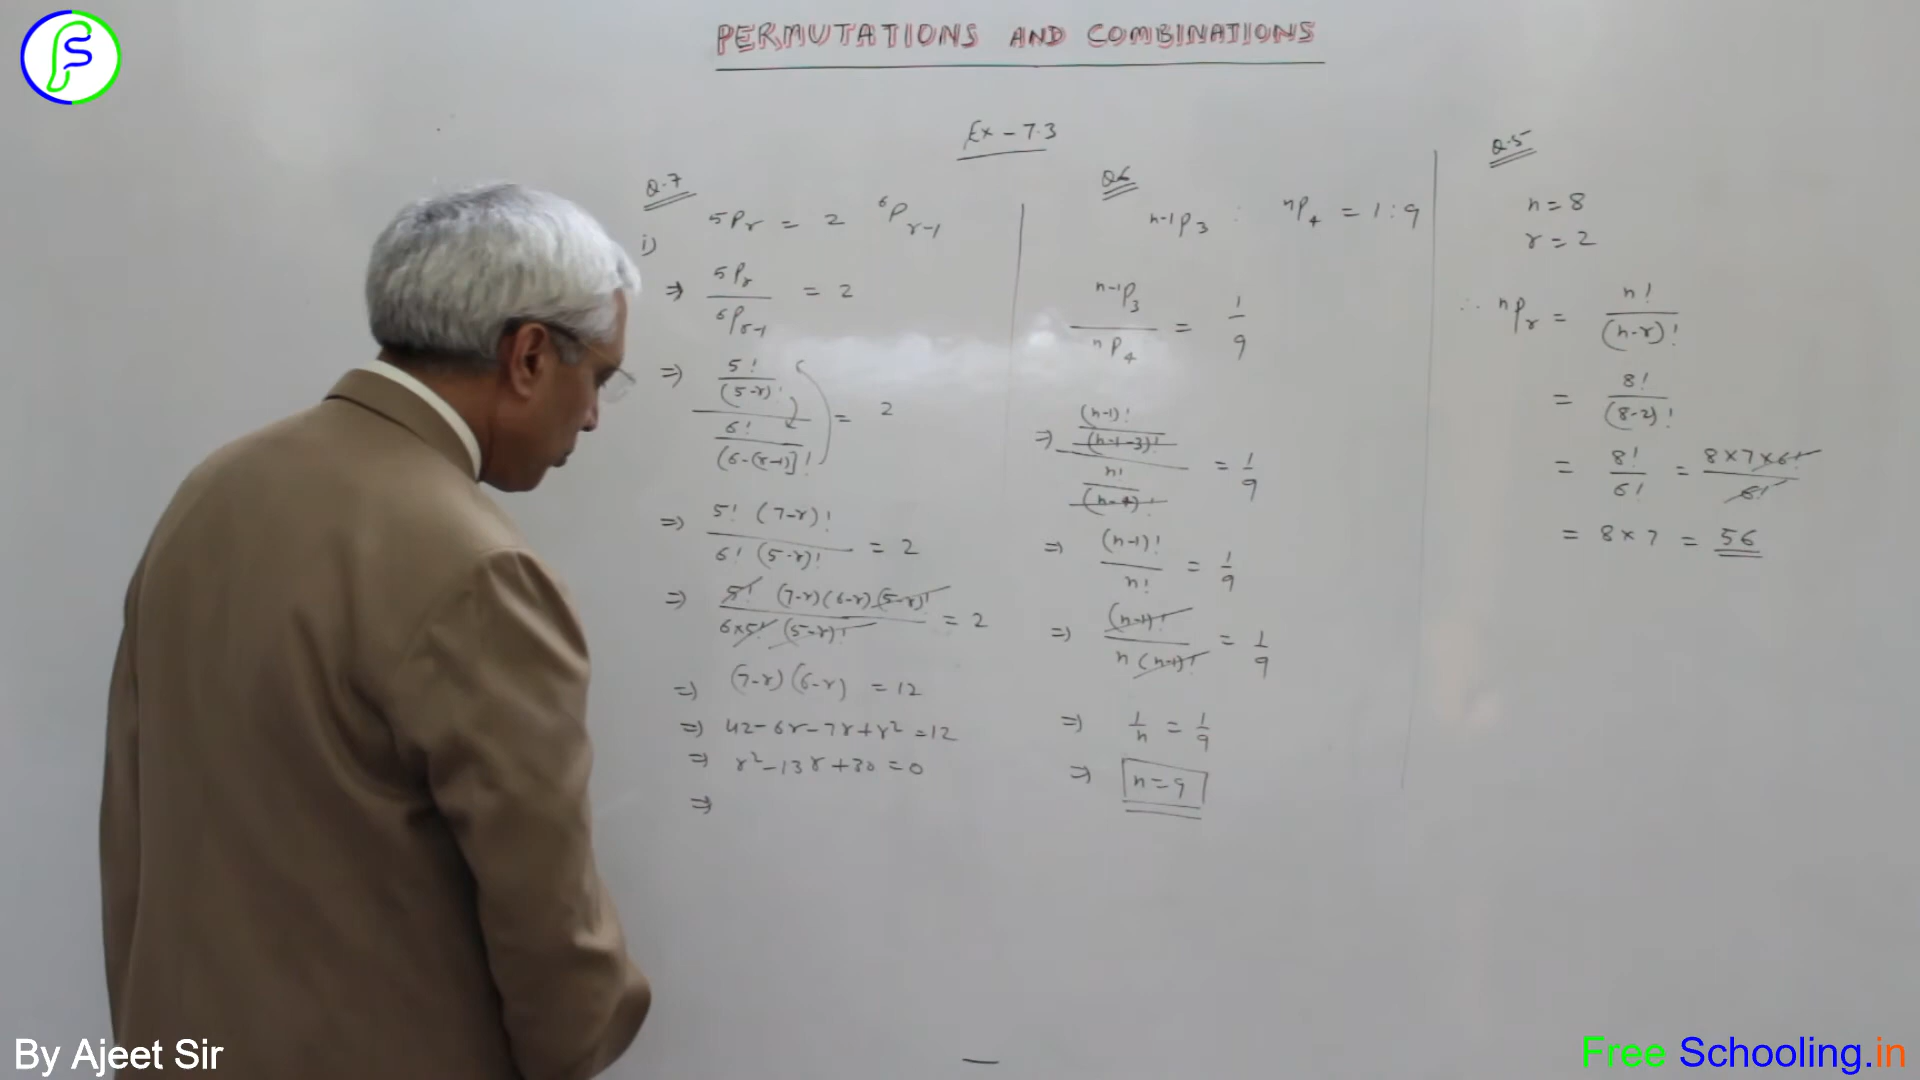 PERMUTATIONS AND COMBINATIONS
Ex - 7.3
Q.7
i) ⁵Pᵣ = 2 ⁶Pᵣ₋₁
⇒ ⁵Pᵣ / ⁶Pᵣ₋₁ = 2
⇒ 5! / (5-r)! / 6! / [6-(r-1)]! = 2
⇒ 5! (7-r)! / 6! (5-r)! = 2
⇒ 5! (7-r)(6-r)(5-r)! / 6×5! (5-r)! = 2
⇒ (7-r)(6-r) = 12
⇒ 42-6r-7r+r² = 12
⇒ r²-13r+30 = 0
⇒
Q6
ⁿ⁻¹P₃ : ⁿP₄ = 1:9
ⁿ⁻¹P₃ / ⁿP₄ = 1/9
⇒ (n-1)! / (n-1-3)! / n! / (n-4)! = 1/9
⇒ (n-1)! / n! = 1/9
⇒ (n-1)! / n(n-1)! = 1/9
⇒ 1/n = 1/9
⇒ n = 9
Q.5
n = 8
r = 2
∴ ⁿPᵣ = n! / (n-r)!
= 8! / (8-2)!
= 8! / 6! = 8×7×6! / 6!
= 8×7 = 56
By Ajeet Sir
Free Schooling.in